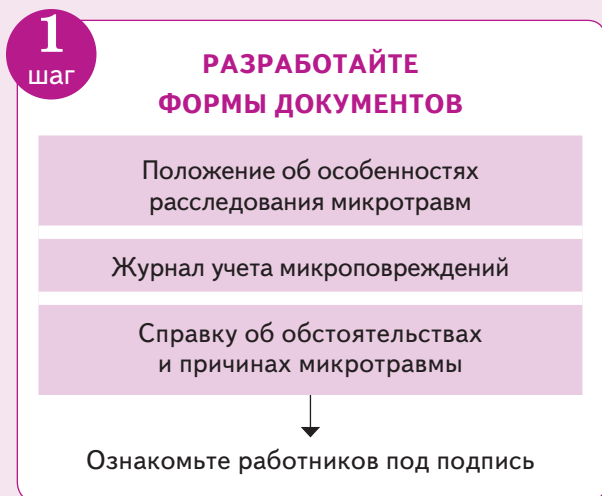 1
шаг
РАЗРАБОТАЙТЕ
ФОРМЫ ДОКУМЕНТОВ
Положение об особенностях
расследования микротравм
Журнал учета микроповреждений
Справку об обстоятельствах
и причинах микротравмы
Ознакомьте работников под подпись